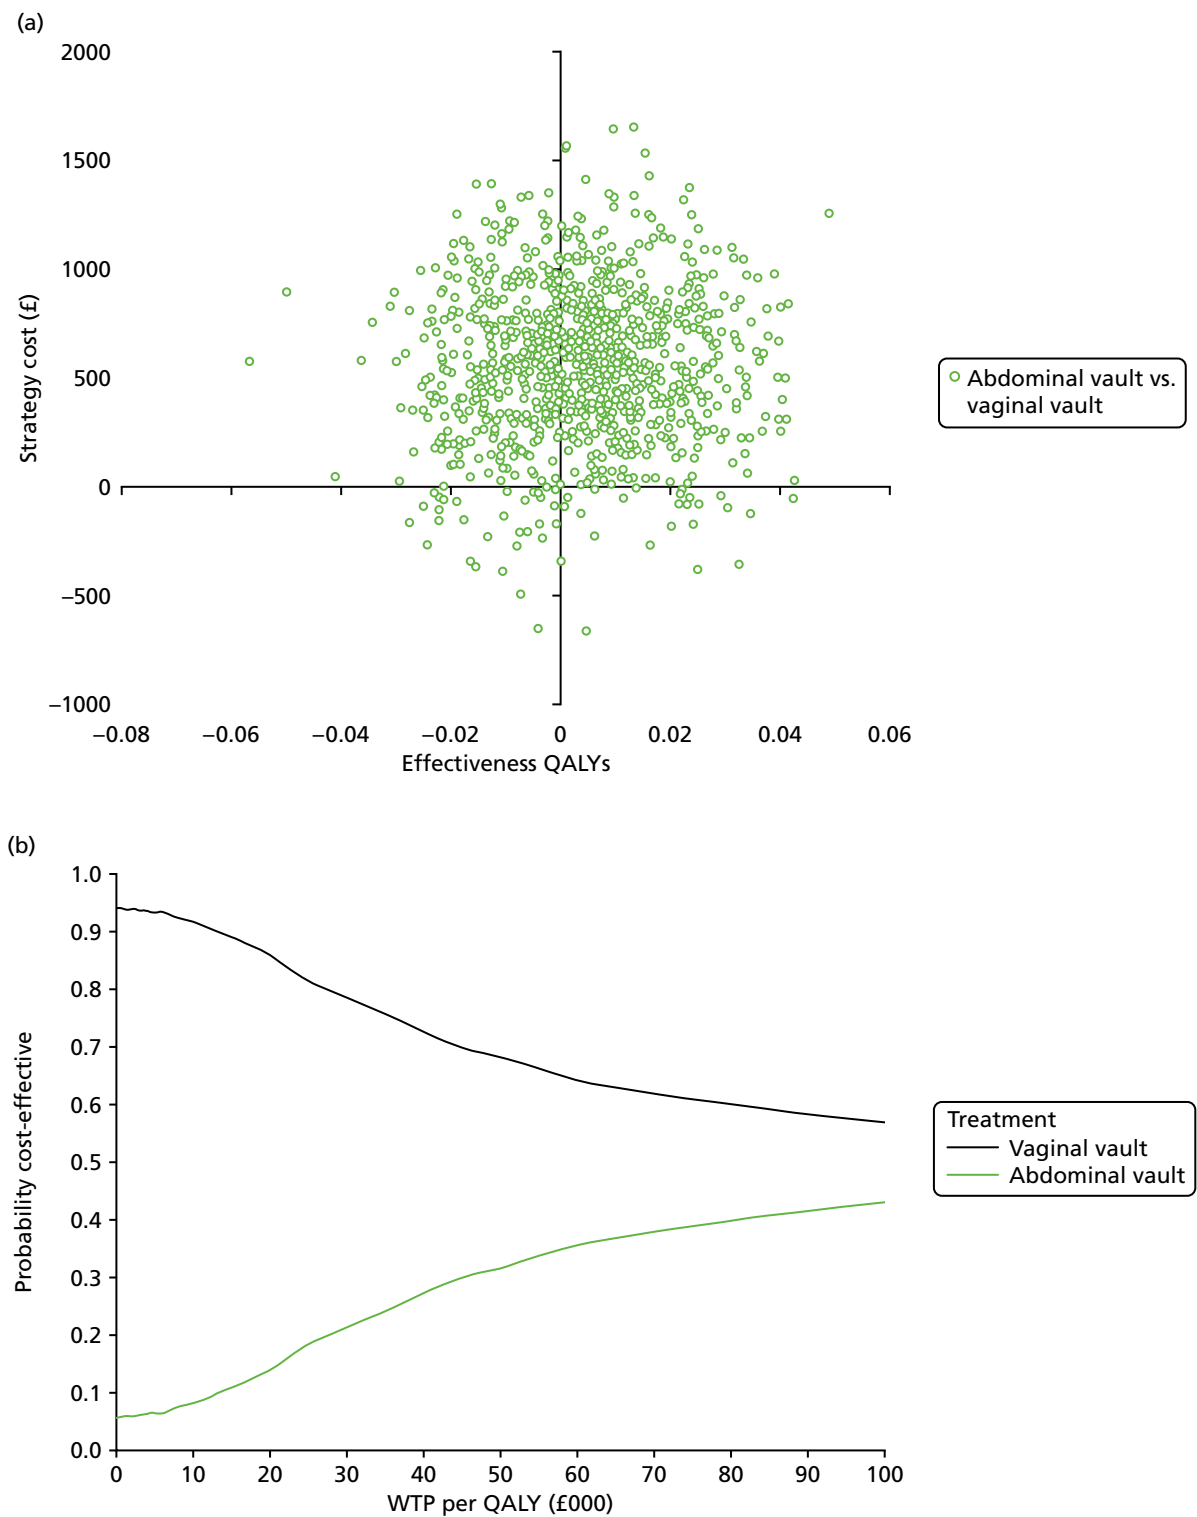 (a)
2000
1500
1000
500
0
−500
−1000
Strategy cost (£)
−0.08 −0.06 −0.04 −0.02 0 0.02 0.04 0.06
Effectiveness QALYs
Abdominal vault vs.
vaginal vault
(b)
1.0
0.9
0.8
0.7
0.6
0.5
0.4
0.3
0.2
0.1
0.0
Probability cost-effective
0 10 20 30 40 50 60 70 80 90 100
WTP per QALY (£000)
Treatment
Vaginal vault
Abdominal vault